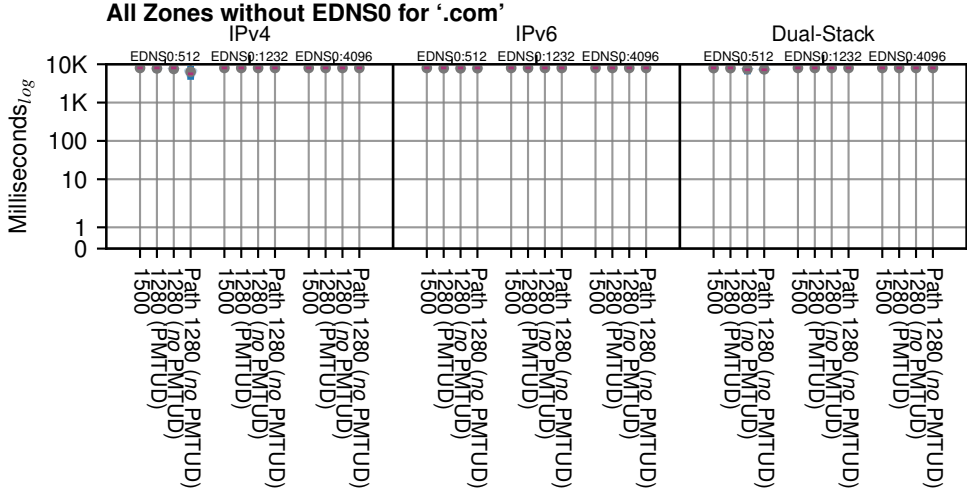 All Zones without EDNS0 for ‘.com’
IPv4 IPv6 Dual-Stack
EDNS0:512 EDNS0:1232 EDNS0:4096 EDNS0:512 EDNS0:1232 EDNS0:4096 EDNS0:512 EDNS0:1232 EDNS0:4096
Milliseconds log
10K
1K
100
10
1
0
1500
1280 (PMTUD)
1280 (no PMTUD)
Path 1280 (no PMTUD)
1500
1280 (PMTUD)
1280 (no PMTUD)
Path 1280 (no PMTUD)
1500
1280 (PMTUD)
1280 (no PMTUD)
Path 1280 (no PMTUD)
1500
1280 (PMTUD)
1280 (no PMTUD)
Path 1280 (no PMTUD)
1500
1280 (PMTUD)
1280 (no PMTUD)
Path 1280 (no PMTUD)
1500
1280 (PMTUD)
1280 (no PMTUD)
Path 1280 (no PMTUD)
1500
1280 (PMTUD)
1280 (no PMTUD)
Path 1280 (no PMTUD)
1500
1280 (PMTUD)
1280 (no PMTUD)
Path 1280 (no PMTUD)
1500
1280 (PMTUD)
1280 (no PMTUD)
Path 1280 (no PMTUD)